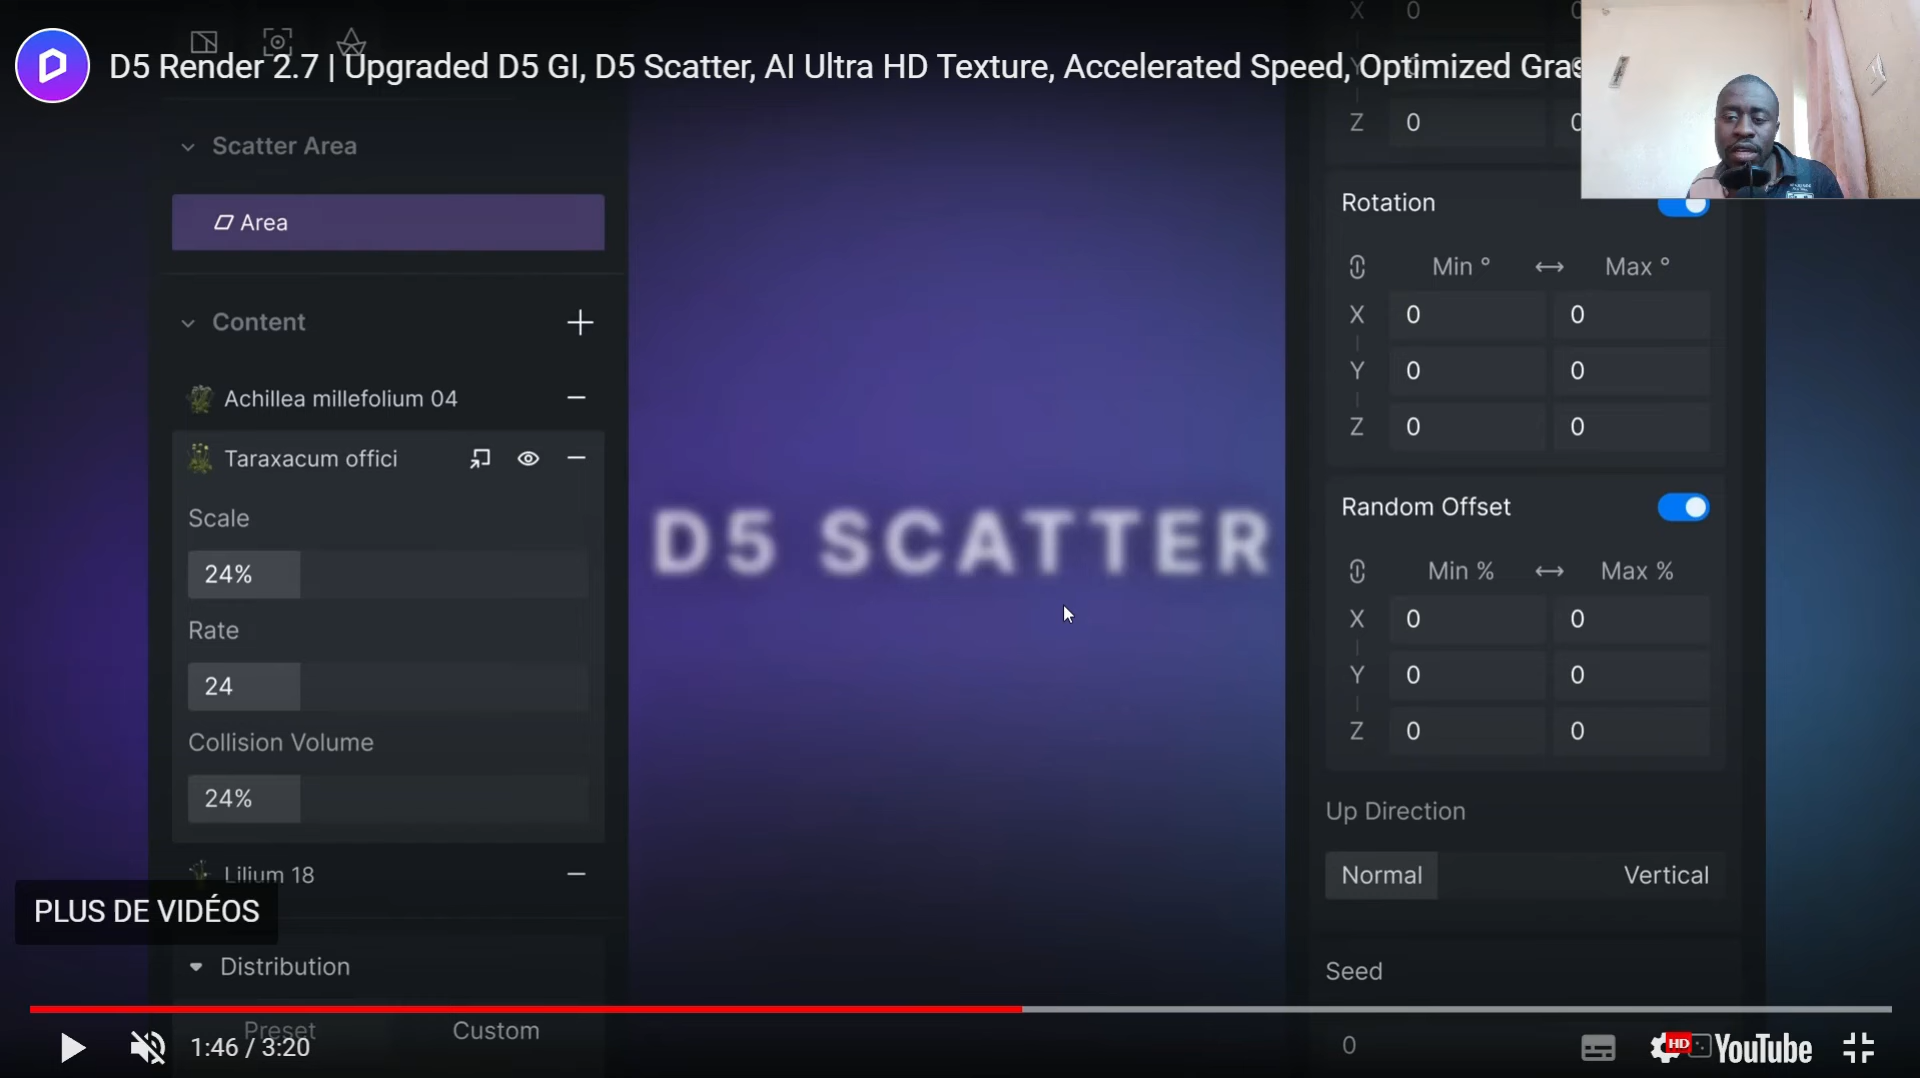 D5 Render 2.7 | Upgraded D5 GI, D5 Scatter, AI Ultra HD Texture, Accelerated Speed, Optimized Gras
Scatter Area
Area
Content
Achillea millefolium 04
Taraxacum offici
Scale
24%
Rate
24
Collision Volume
24%
Lilium 18
PLUS DE VIDÉOS
Distribution
Preset Custom
1:46 / 3:20
D5 SCATTER
X 0
Z 0
Rotation
Min ° Max °
X 0 0
Y 0 0
Z 0 0
Random Offset
Min % Max %
X 0 0
Y 0 0
Z 0 0
Up Direction
Normal Vertical
Seed
0
HD YouTube